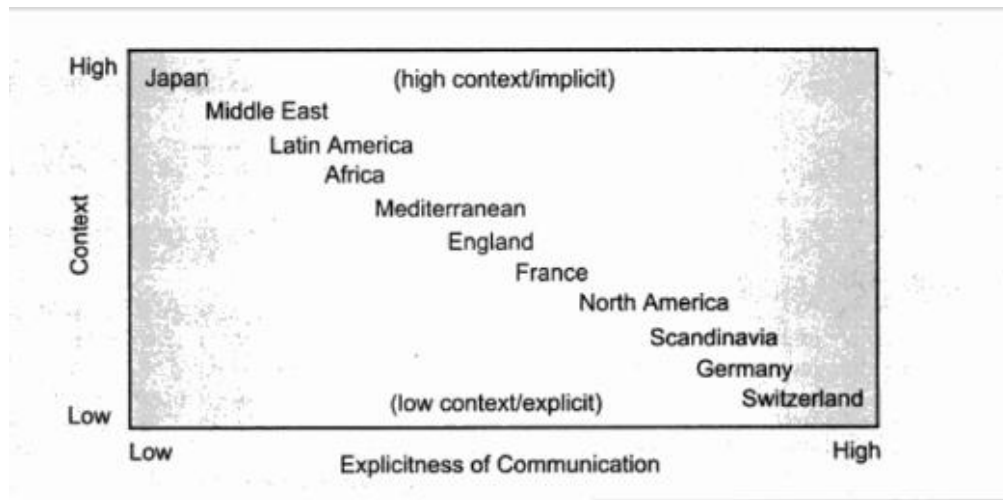 High
Japan
(high context/implicit)
Middle East
Latin America
Africa
Mediterranean
Context
England
France
North America
Scandinavia
Germany
Switzerland
(low context/explicit)
Low
Low
High
Explicitness of Communication